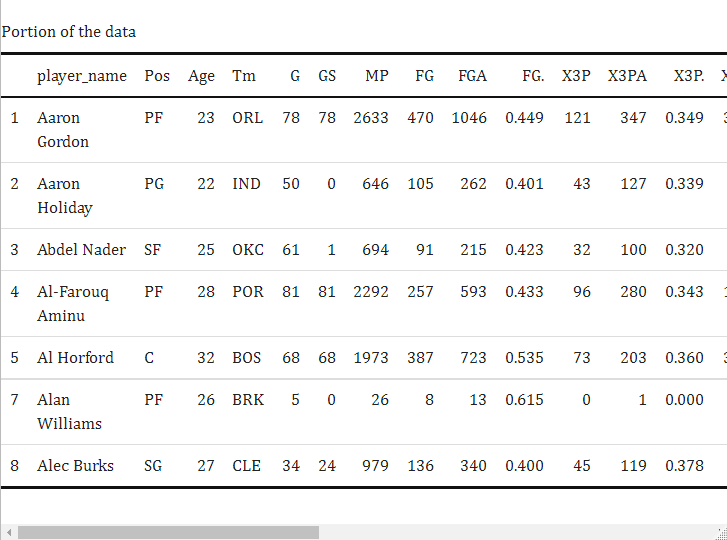 Portion of the data
player_name Pos Age Tm G GS MP FG FGA FG. X3P X3PA X3P.
1 Aaron PF 23 ORL 78 78 2633 470 1046 0.449 121 347 0.349
Gordon
2 Aaron PG 22 IND 50 0 646 105 262 0.401 43 127 0.339
Holiday
3 Abdel Nader SF 25 OKC 61 1 694 91 215 0.423 32 100 0.320
4 Al-Farouq PF 28 POR 81 81 2292 257 593 0.433 96 280 0.343
Aminu
5 Al Horford C 32 BOS 68 68 1973 387 723 0.535 73 203 0.360
7 Alan PF 26 BRK 5 0 26 8 13 0.615 0 1 0.000
Williams
8 Alec Burks SG 27 CLE 34 24 979 136 340 0.400 45 119 0.378